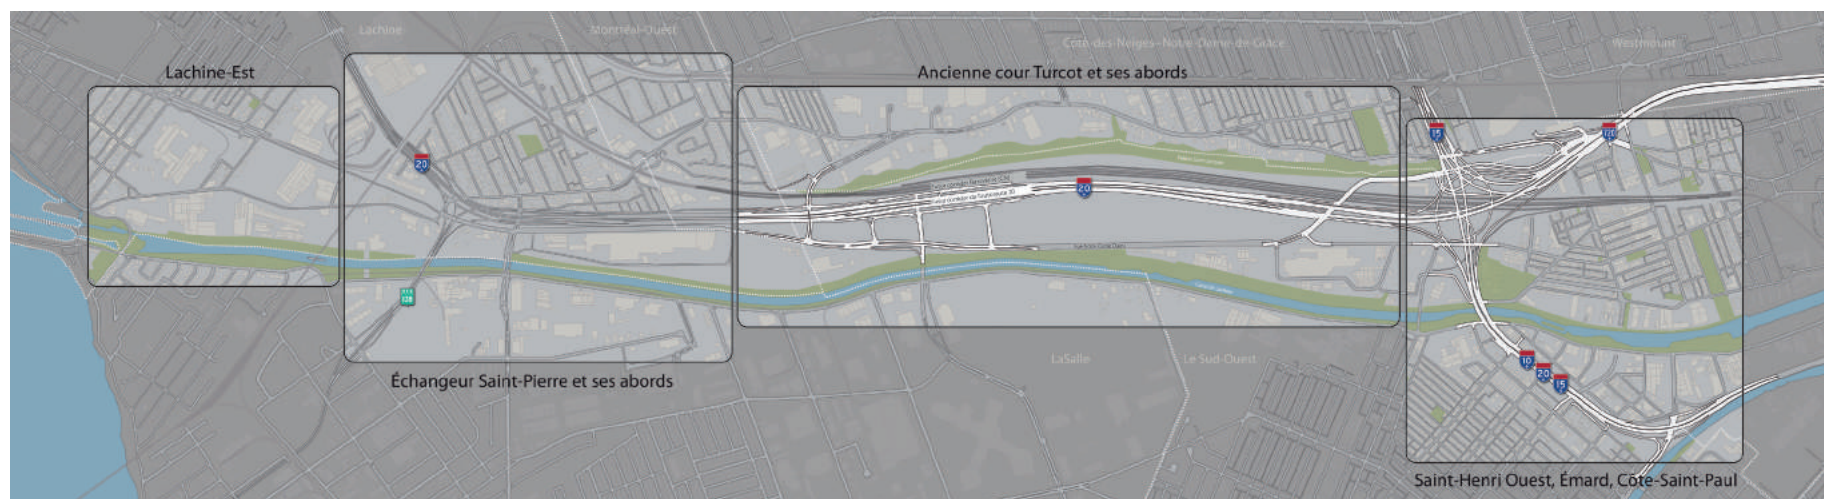 Lachine
Montréal-Ouest
Côte-des-Neiges–Notre-Dame-de-Grâce
Westmount
Lachine-Est
Ancienne cour Turcot et ses abords
15
720
20
20
138
LaSalle
Le Sud-Ouest
10
20
15
Échangeur Saint-Pierre et ses abords
Saint-Henri Ouest, Émard, Côte-Saint-Paul